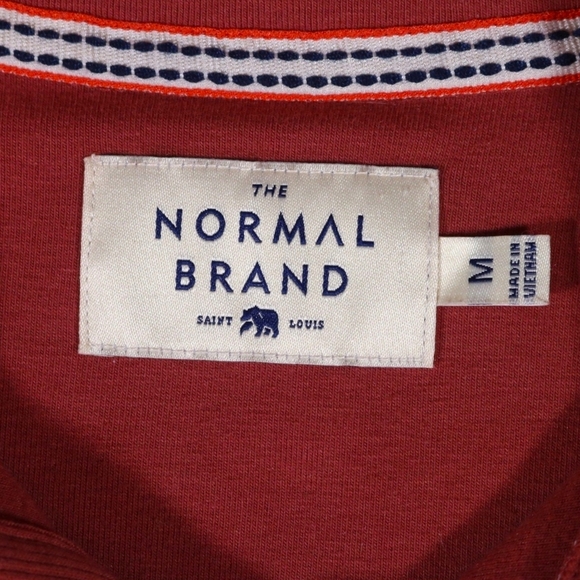 THE
NORMAL
BRAND
SAINT LOUIS
M
MADE IN
VIETNAM